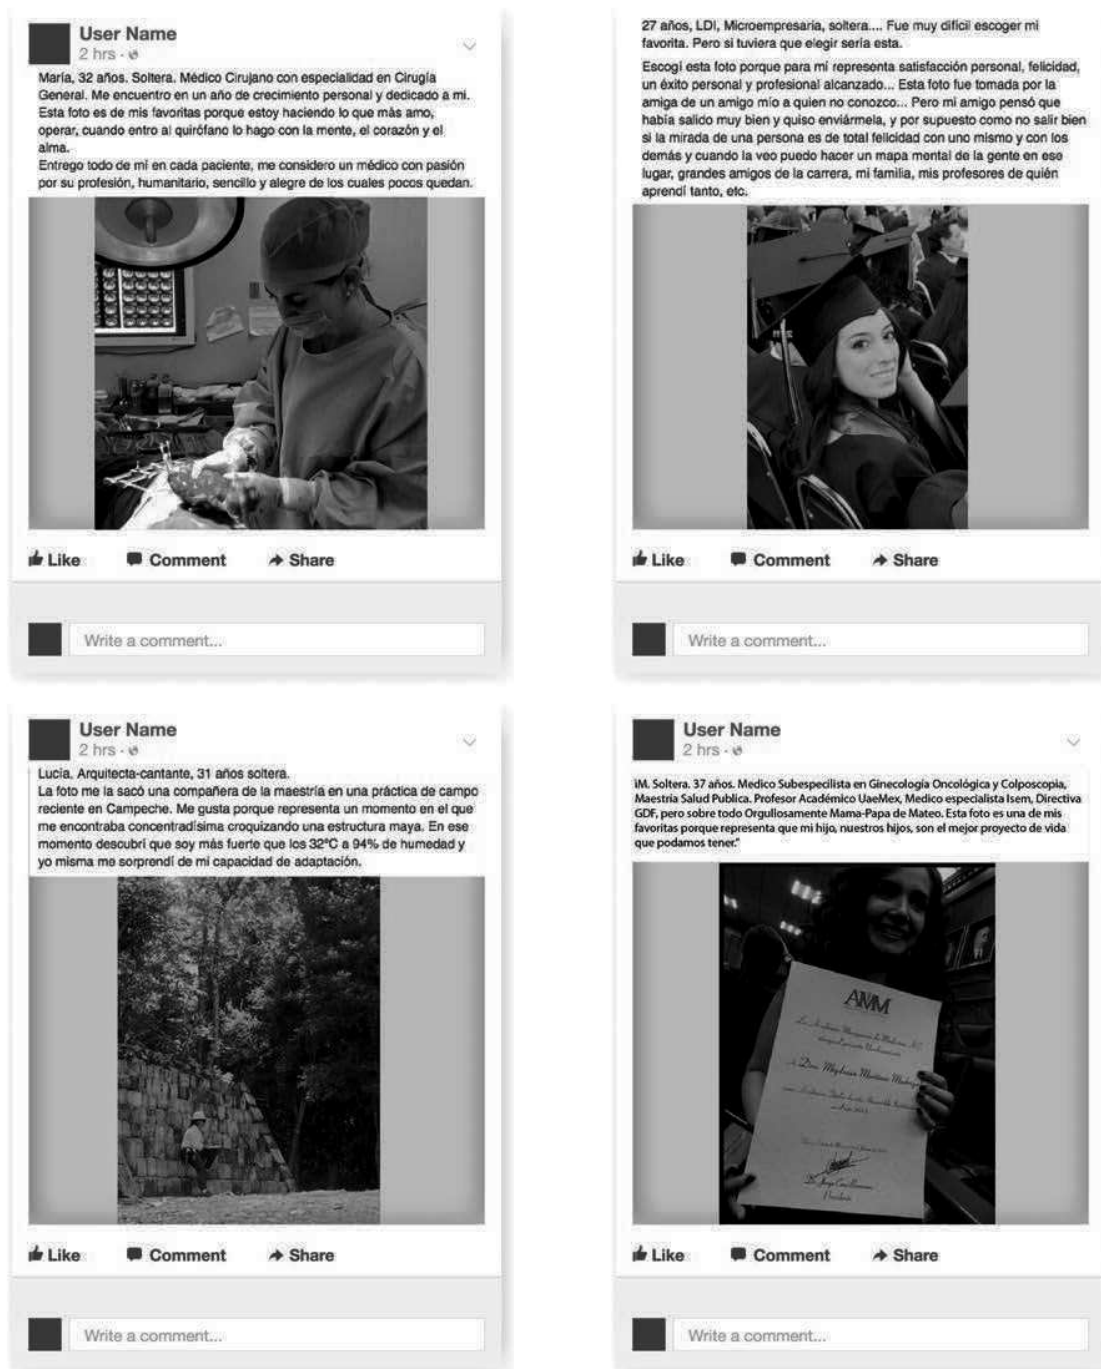 User Name
2 hrs ·
María, 32 años. Soltera. Médico Cirujano con especialidad en Cirugía
General. Me encuentro en un año de crecimiento personal y dedicado a mi.
Esta foto es de mis favoritas porque estoy haciendo lo que más amo,
operar, cuando entro al quirófano lo hago con la mente, el corazón y el
alma.
Entrego todo de mí en cada paciente, me considero un médico con pasión
por su profesión, humanitario, sencillo y alegre de los cuales pocos quedan.
Like Comment Share
Write a comment...
27 años, LDI, Microempresaria, soltera.... Fue muy difícil escoger mi
favorita. Pero si tuviera que elegir sería esta.
Escogí esta foto porque para mí representa satisfacción personal, felicidad,
un éxito personal y profesional alcanzado... Esta foto fue tomada por la
amiga de un amigo mío a quien no conozco... Pero mi amigo pensó que
había salido muy bien y quiso enviármela, y por supuesto como no salir bien
si la mirada de una persona es de total felicidad con uno mismo y con los
demás y cuando la veo puedo hacer un mapa mental de la gente en ese
lugar, grandes amigos de la carrera, mi familia, mis profesores de quién
aprendí tanto, etc.
Like Comment Share
Write a comment...
User Name
2 hrs ·
Lucía, Arquitecta-cantante, 31 años soltera.
La foto me la sacó una compañera de la maestría en una práctica de campo
reciente en Campeche. Me gusta porque representa un momento en el que
me encontraba concentradísima croquizando una estructura maya. En ese
momento descubrí que soy más fuerte que los 32°C a 94% de humedad y
yo misma me sorprendí de mi capacidad de adaptación.
Like Comment Share
Write a comment...
User Name
2 hrs ·
iM. Soltera. 37 años. Medico Subespecilista en Ginecología Oncológica y Colposcopia,
Maestria Salud Publica. Profesor Académico UaeMex, Medico especialista Isem, Directiva
GDF, pero sobre todo Orgullosamente Mama-Papa de Mateo. Esta foto es una de mis
favoritas porque representa que mi hijo, nuestros hijos, son el mejor proyecto de vida
que podamos tener."
AMM
Presidente
Like Comment Share
Write a comment...